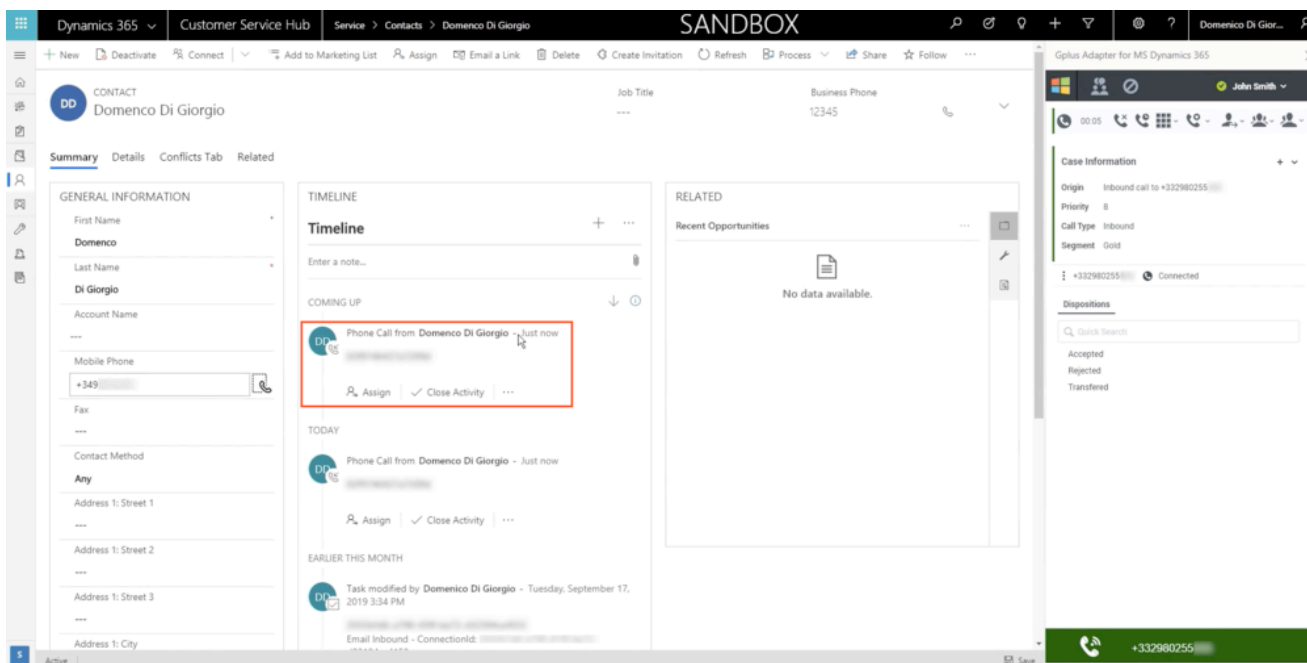 Dynamics 365
Customer Service Hub
Service > Contacts > Domenco Di Giorgio
SANDBOX
Domenico Di Gior...
+ New
Deactivate
Connect
Add to Marketing List
Assign
Email a Link
Delete
Create Invitation
Refresh
Process
Share
Follow
...
Gplus Adapter for MS Dynamics 365
DD
CONTACT
Domenco Di Giorgio
Job Title
---
Business Phone
12345
John Smith
00:05
Summary
Details
Conflicts Tab
Related
GENERAL INFORMATION
First Name *
Domenco
Last Name *
Di Giorgio
Account Name
---
Mobile Phone
+349
Fax
---
Contact Method
Any
Address 1: Street 1
---
Address 1: Street 2
---
Address 1: Street 3
---
Address 1: City
TIMELINE
Timeline
Enter a note...
COMING UP
DD
Phone Call from Domenco Di Giorgio - Just now
Assign
Close Activity
...
TODAY
DD
Phone Call from Domenco Di Giorgio - Just now
Assign
Close Activity
...
EARLIER THIS MONTH
DD
Task modified by Domenico Di Giorgio - Tuesday, September 17,
2019 3:34 PM
Email Inbound - ConnectionId:
RELATED
Recent Opportunities
...
No data available.
Case Information
Origin Inbound call to +332980255
Priority 8
Call Type Inbound
Segment Gold
+332980255 Connected
Dispositions
Quick Search
Accepted
Rejected
Transfered
S
Active
Save
+332980255